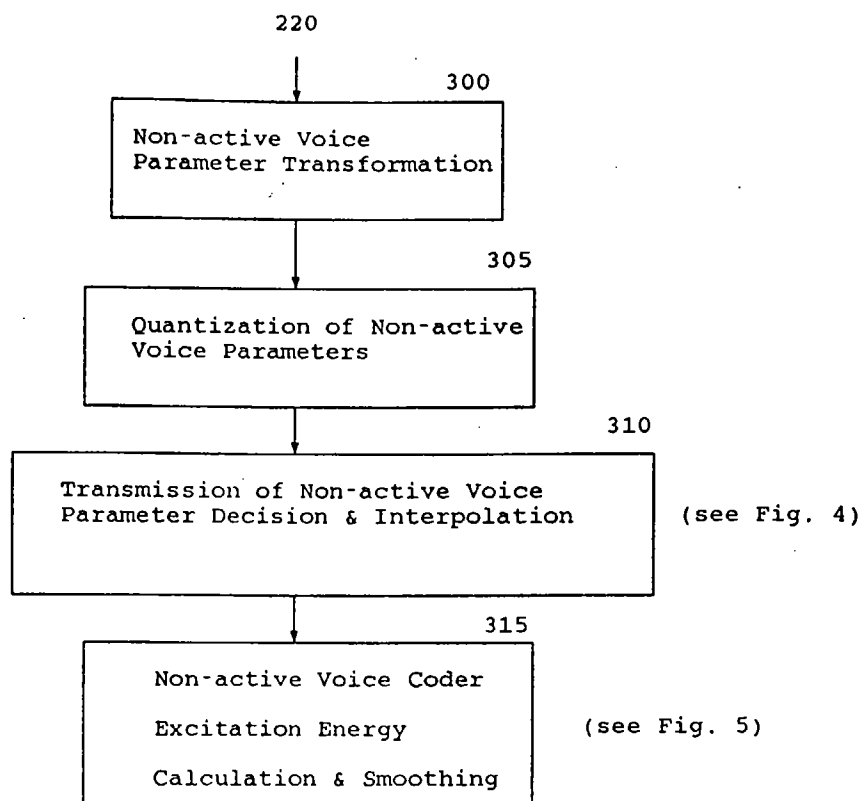 220
300
Non-active Voice
Parameter Transformation
305
Quantization of Non-active
Voice Parameters
310
Transmission of Non-active Voice
Parameter Decision & Interpolation
(see Fig. 4)
315
Non-active Voice Coder
Excitation Energy
(see Fig. 5)
Calculation & Smoothing